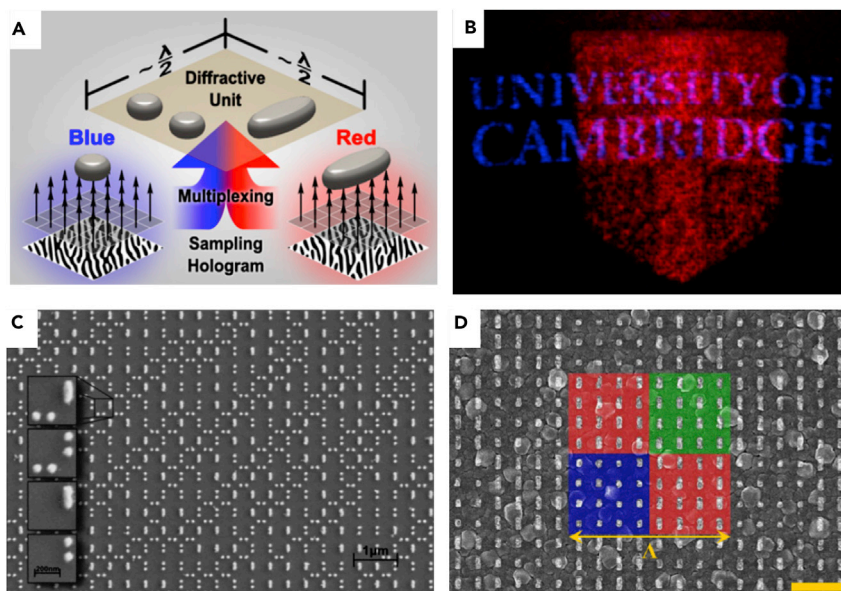 A
~ λ/2
~ λ/2
Diffractive
Unit
Blue
Red
Multiplexing
Sampling
Hologram
B
UNIVERSITY OF
CAMBRIDGE
C
200nm
1μm
D
Λ